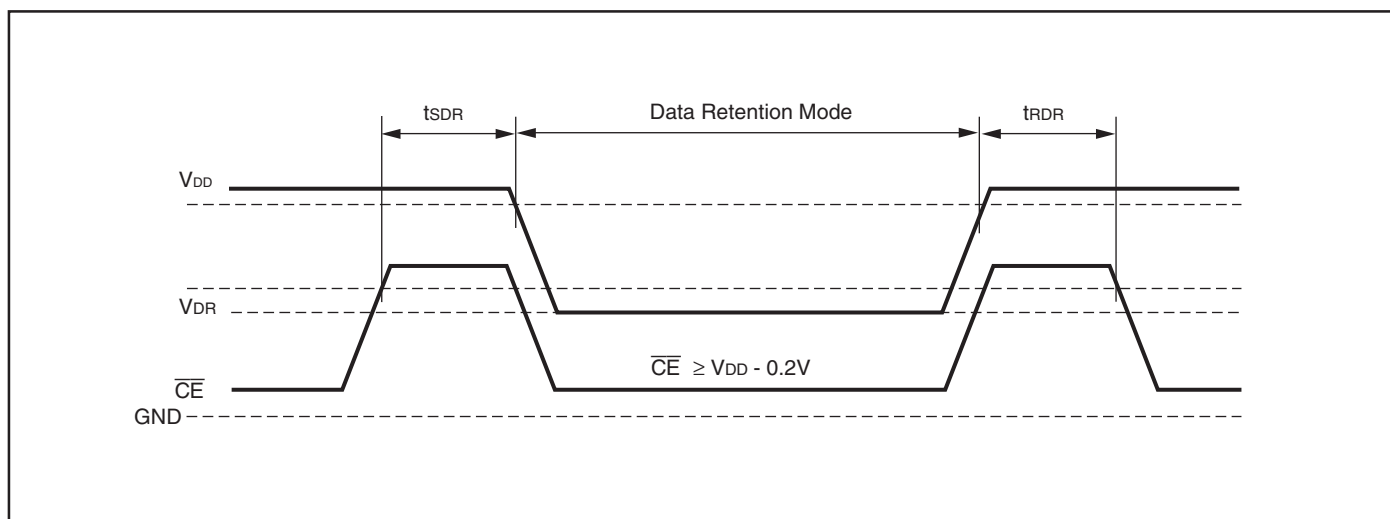 tSDR Data Retention Mode tRDR
VDD
VDR
CE ≥ VDD - 0.2V
CE
GND